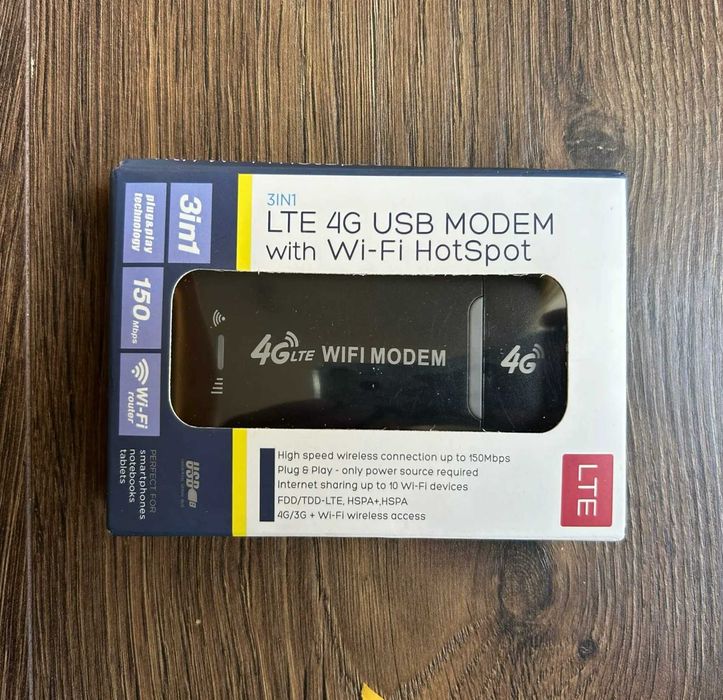 3IN1
LTE 4G USB MODEM
with Wi-Fi HotSpot
3in1
plug&play
technology
150 Mbps
Wi-Fi
router
USB
PERFECT FOR
smartphones
notebooks
tablets
4G LTE WIFI MODEM
4G
High speed wireless connection up to 150Mbps
Plug & Play - only power source required
Internet sharing up to 10 Wi-Fi devices
FDD/TDD-LTE, HSPA+,HSPA
4G/3G + Wi-Fi wireless access
LTE